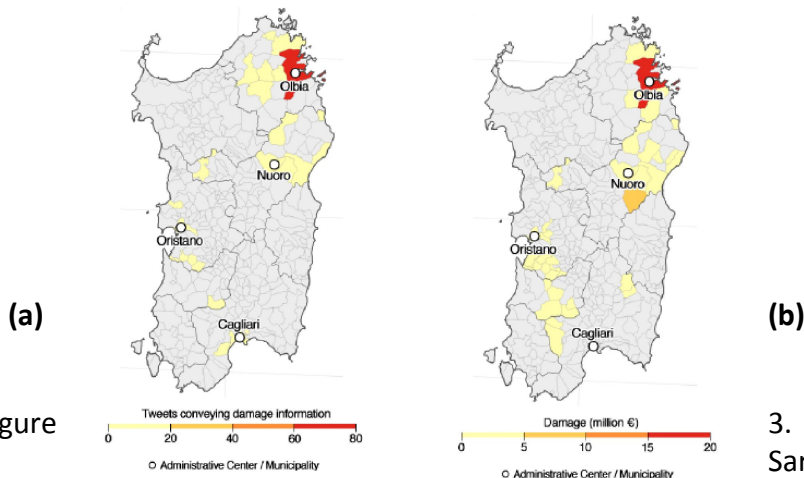 Olbia
Nuoro
Oristano
Cagliari
(a)
Tweets conveying damage information
0 20 40 60 80
Administrative Center / Municipality
Olbia
Nuoro
Oristano
Cagliari
(b)
Damage (million €)
0 5 10 15 20
Administrative Center / Municipality
gure
3.
Sar